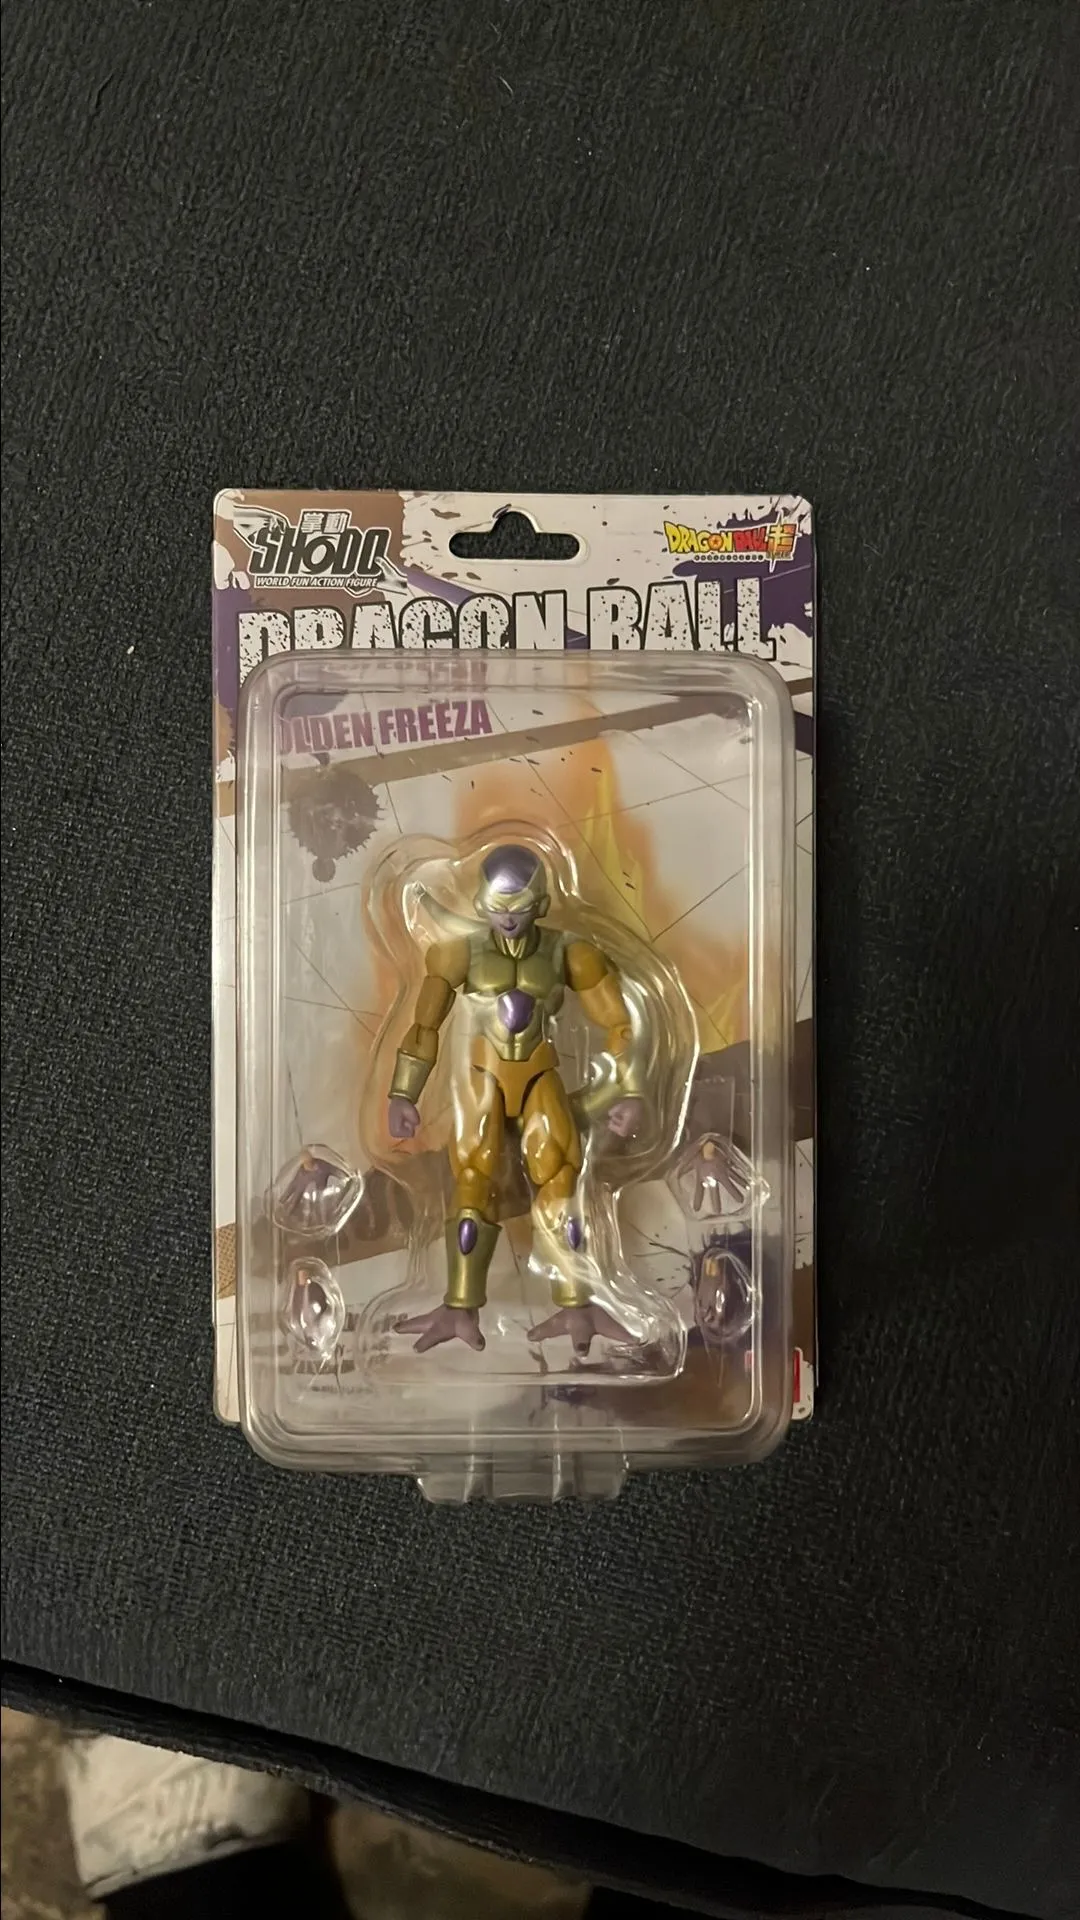 掌動
SHODO
WORLD FUN ACTION FIGURE
DRAGON BALL 超
DRAGON BALL
OLDEN FREEZA